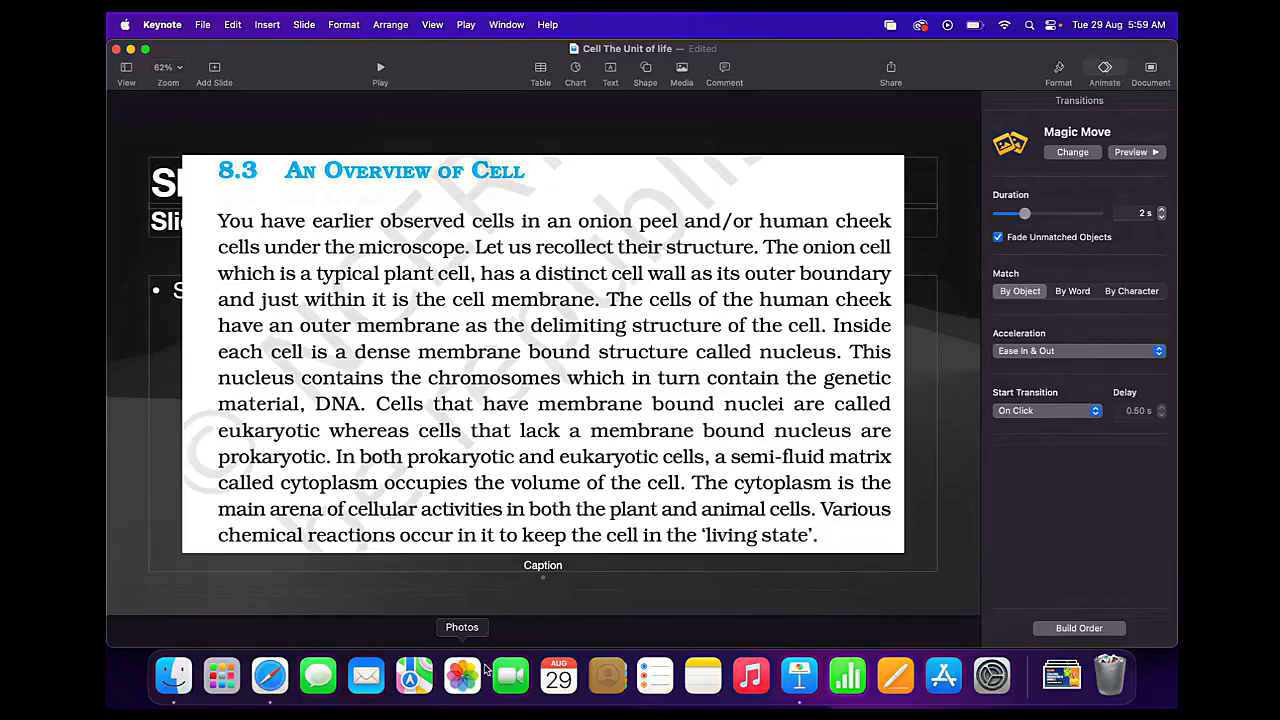 Keynote File Edit Insert Slide Format Arrange View Play Window Help Tue 29 Aug 5:59 AM
Cell The Unit of life — Edited
62%
View Zoom Add Slide Play Table Chart Text Shape Media Comment Share Format Animate Document
Transitions
Magic Move
Change Preview
Duration
2 s
Fade Unmatched Objects
Match
By Object By Word By Character
Acceleration
Ease In & Out
Start Transition Delay
On Click 0.50 s
Build Order
8.3 AN OVERVIEW OF CELL
You have earlier observed cells in an onion peel and/or human cheek
cells under the microscope. Let us recollect their structure. The onion cell
which is a typical plant cell, has a distinct cell wall as its outer boundary
and just within it is the cell membrane. The cells of the human cheek
have an outer membrane as the delimiting structure of the cell. Inside
each cell is a dense membrane bound structure called nucleus. This
nucleus contains the chromosomes which in turn contain the genetic
material, DNA. Cells that have membrane bound nuclei are called
eukaryotic whereas cells that lack a membrane bound nucleus are
prokaryotic. In both prokaryotic and eukaryotic cells, a semi-fluid matrix
called cytoplasm occupies the volume of the cell. The cytoplasm is the
main arena of cellular activities in both the plant and animal cells. Various
chemical reactions occur in it to keep the cell in the ‘living state’.
Caption
Photos
AUG
29